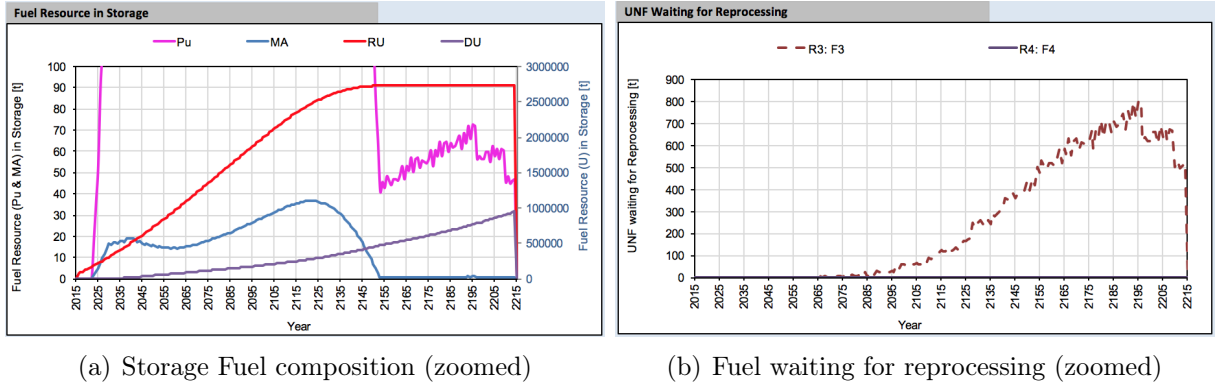 Fuel Resource in Storage
Pu MA RU DU
Fuel Resource (Pu & MA) in Storage [t]
100
90
80
70
60
50
40
30
20
10
0
3000000
2500000
2000000
1500000
1000000
500000
0
Fuel Resource (U) in Storage [t]
2015 2025 2035 2045 2055 2065 2075 2085 2095 2105 2115 2125 2135 2145 2155 2165 2175 2185 2195 2205 2215
Year
(a) Storage Fuel composition (zoomed)
UNF Waiting for Reprocessing
R3: F3 R4: F4
UNF waiting for Reprocessing [t]
900
800
700
600
500
400
300
200
100
0
2015 2025 2035 2045 2055 2065 2075 2085 2095 2105 2115 2125 2135 2145 2155 2165 2175 2185 2195 2205 2215
Year
(b) Fuel waiting for reprocessing (zoomed)